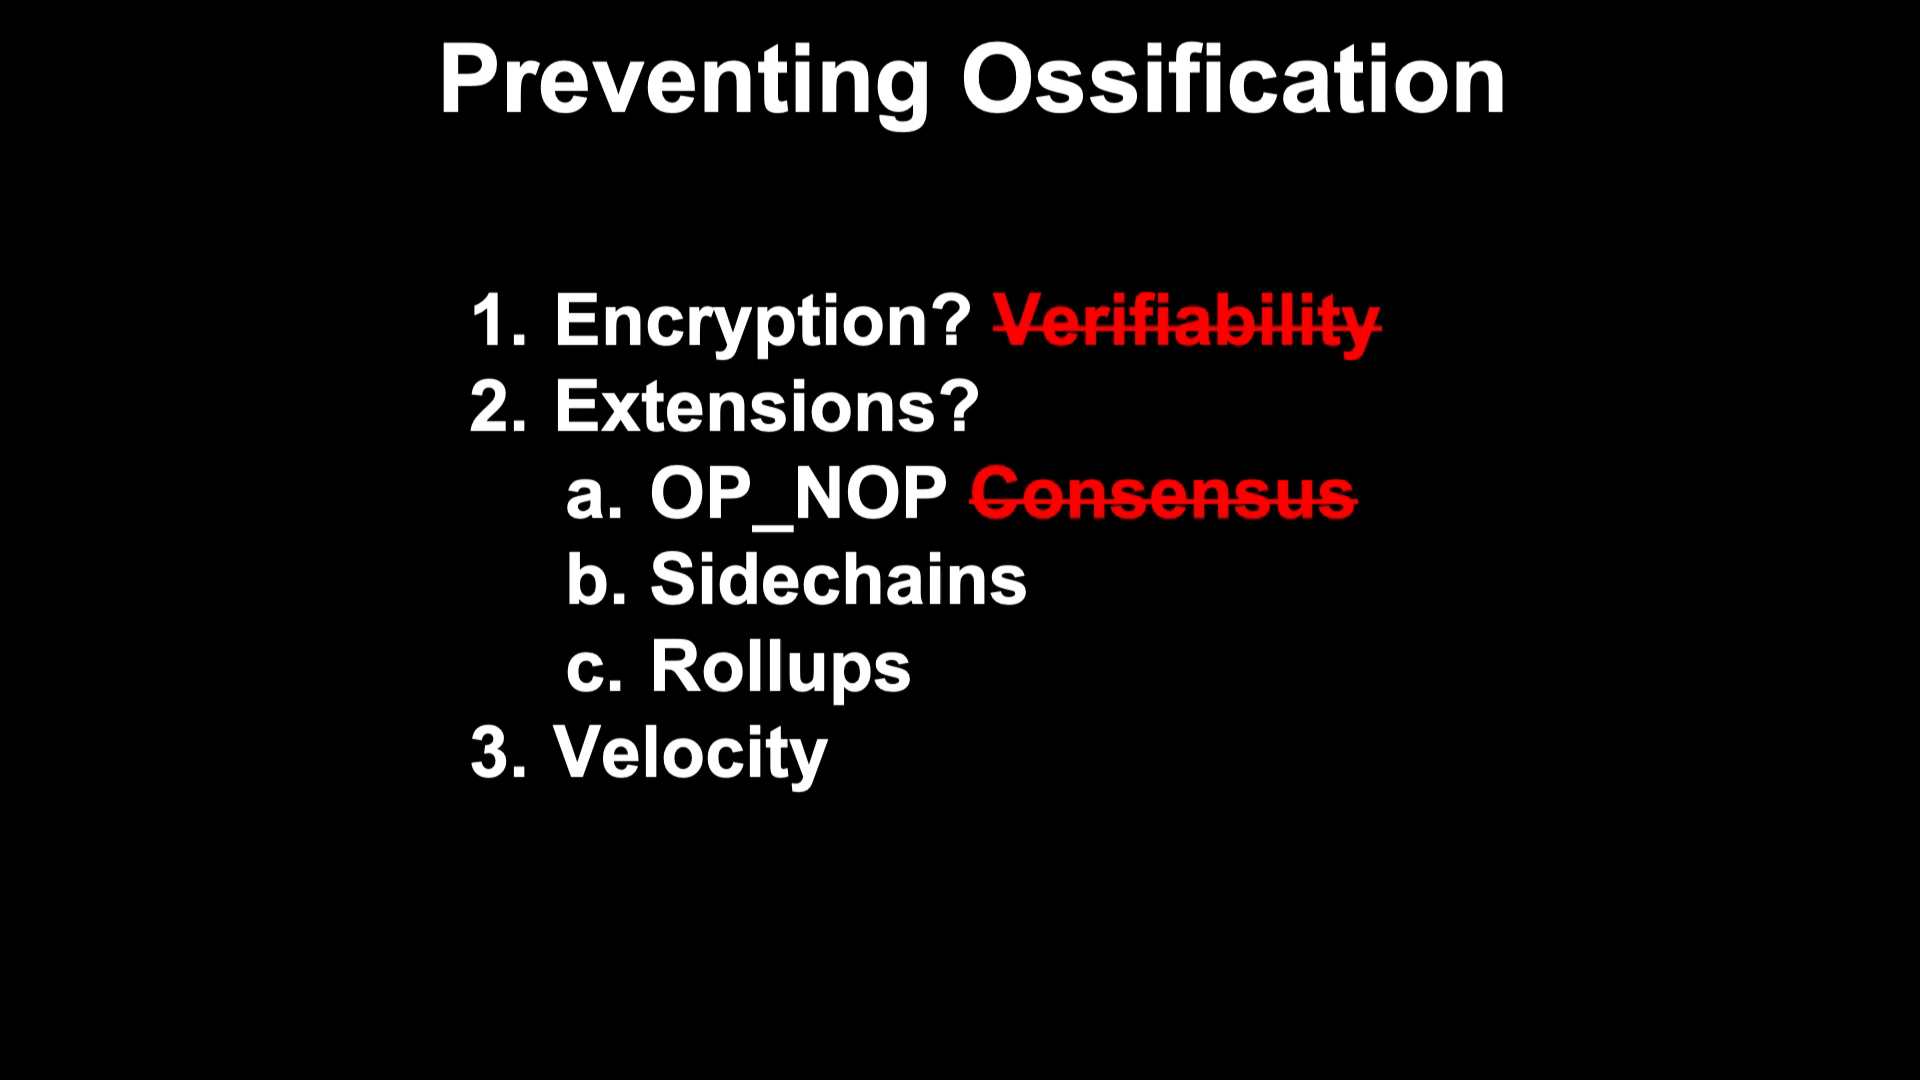 Preventing Ossification
1. Encryption? Verifiability
2. Extensions?
a. OP_NOP Consensus
b. Sidechains
c. Rollups
3. Velocity